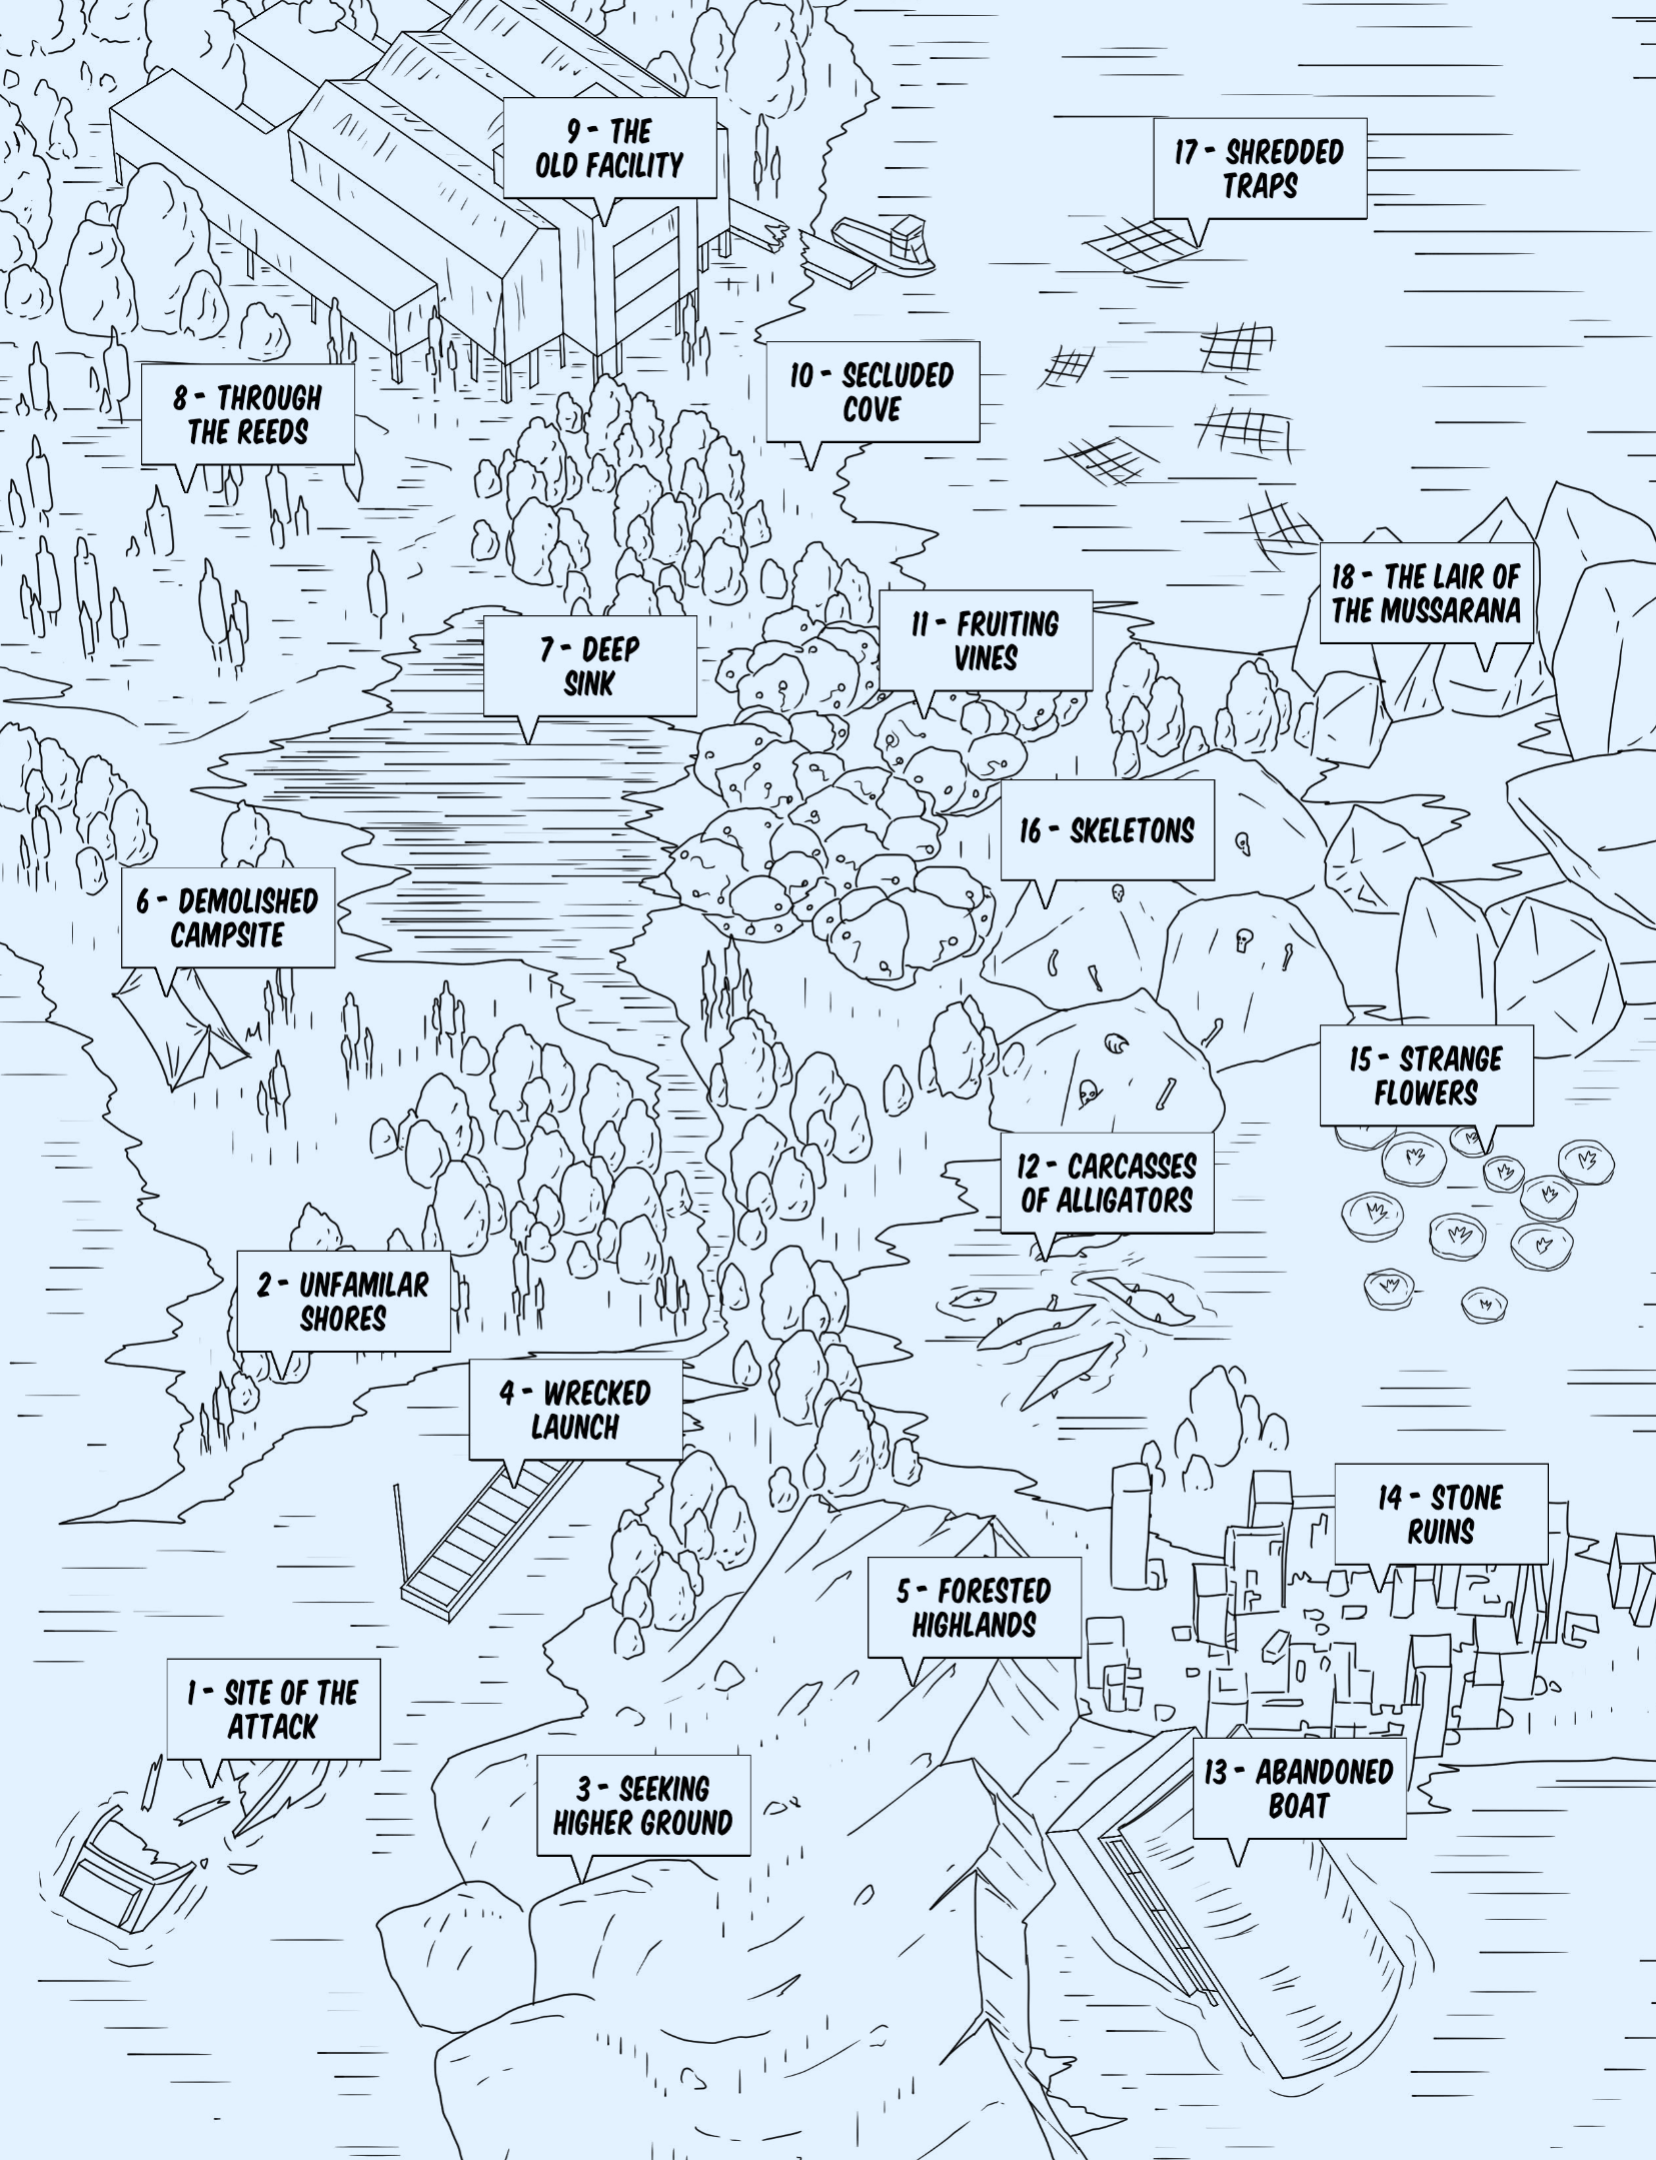 9 - THE
OLD FACILITY
17 - SHREDDED
TRAPS
8 - THROUGH
THE REEDS
10 - SECLUDED
COVE
18 - THE LAIR OF
THE MUSSARANA
7 - DEEP
SINK
11 - FRUITING
VINES
16 - SKELETONS
6 - DEMOLISHED
CAMPSITE
15 - STRANGE
FLOWERS
12 - CARCASSES
OF ALLIGATORS
2 - UNFAMILAR
SHORES
4 - WRECKED
LAUNCH
14 - STONE
RUINS
5 - FORESTED
HIGHLANDS
1 - SITE OF THE
ATTACK
3 - SEEKING
HIGHER GROUND
13 - ABANDONED
BOAT